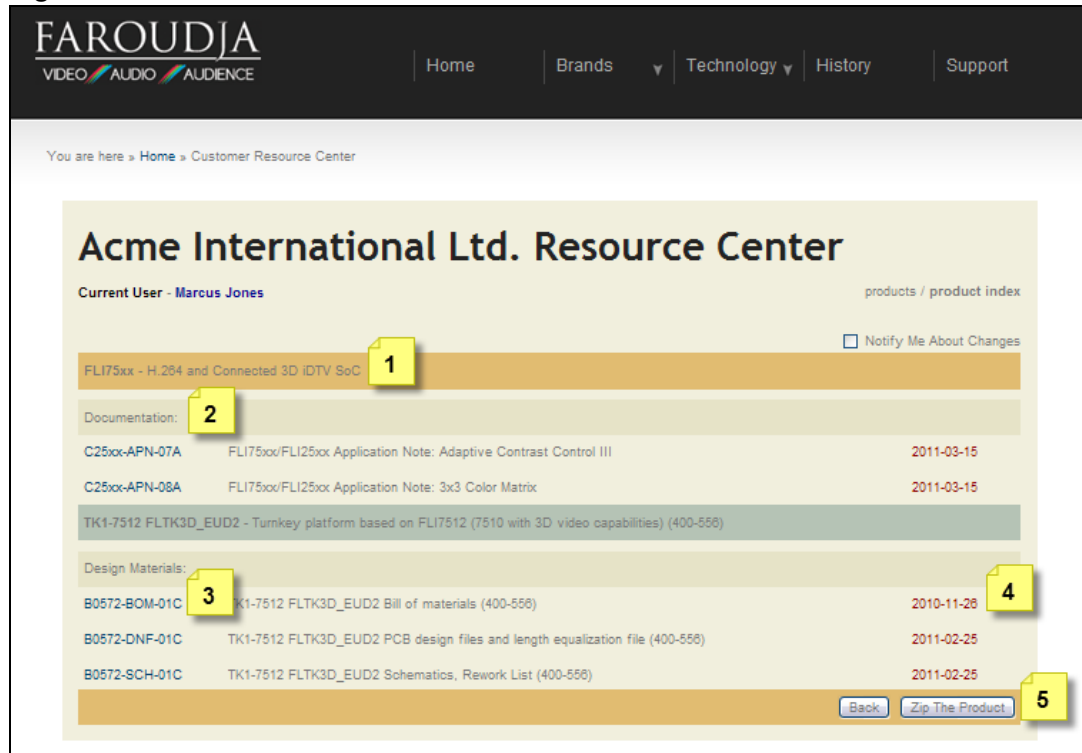 FAROUDJA
VIDEO AUDIO AUDIENCE
Home Brands Technology History Support
You are here » Home » Customer Resource Center
Acme International Ltd. Resource Center
Current User - Marcus Jones products / product index
Notify Me About Changes
1
FLI75xx - H.264 and Connected 3D iDTV SoC
Documentation: 2
C25xx-APN-07A FLI75xx/FLI25xx Application Note: Adaptive Contrast Control III 2011-03-15
C25xx-APN-08A FLI75xx/FLI25xx Application Note: 3x3 Color Matrix 2011-03-15
TK1-7512 FLTK3D_EUD2 - Turnkey platform based on FLI7512 (7510 with 3D video capabilities) (400-556)
Design Materials:
B0572-BOM-01C 3 TK1-7512 FLTK3D_EUD2 Bill of materials (400-556) 2010-11-26 4
B0572-DNF-01C TK1-7512 FLTK3D_EUD2 PCB design files and length equalization file (400-556) 2011-02-25
B0572-SCH-01C TK1-7512 FLTK3D_EUD2 Schematics, Rework List (400-556) 2011-02-25
Back Zip The Product 5